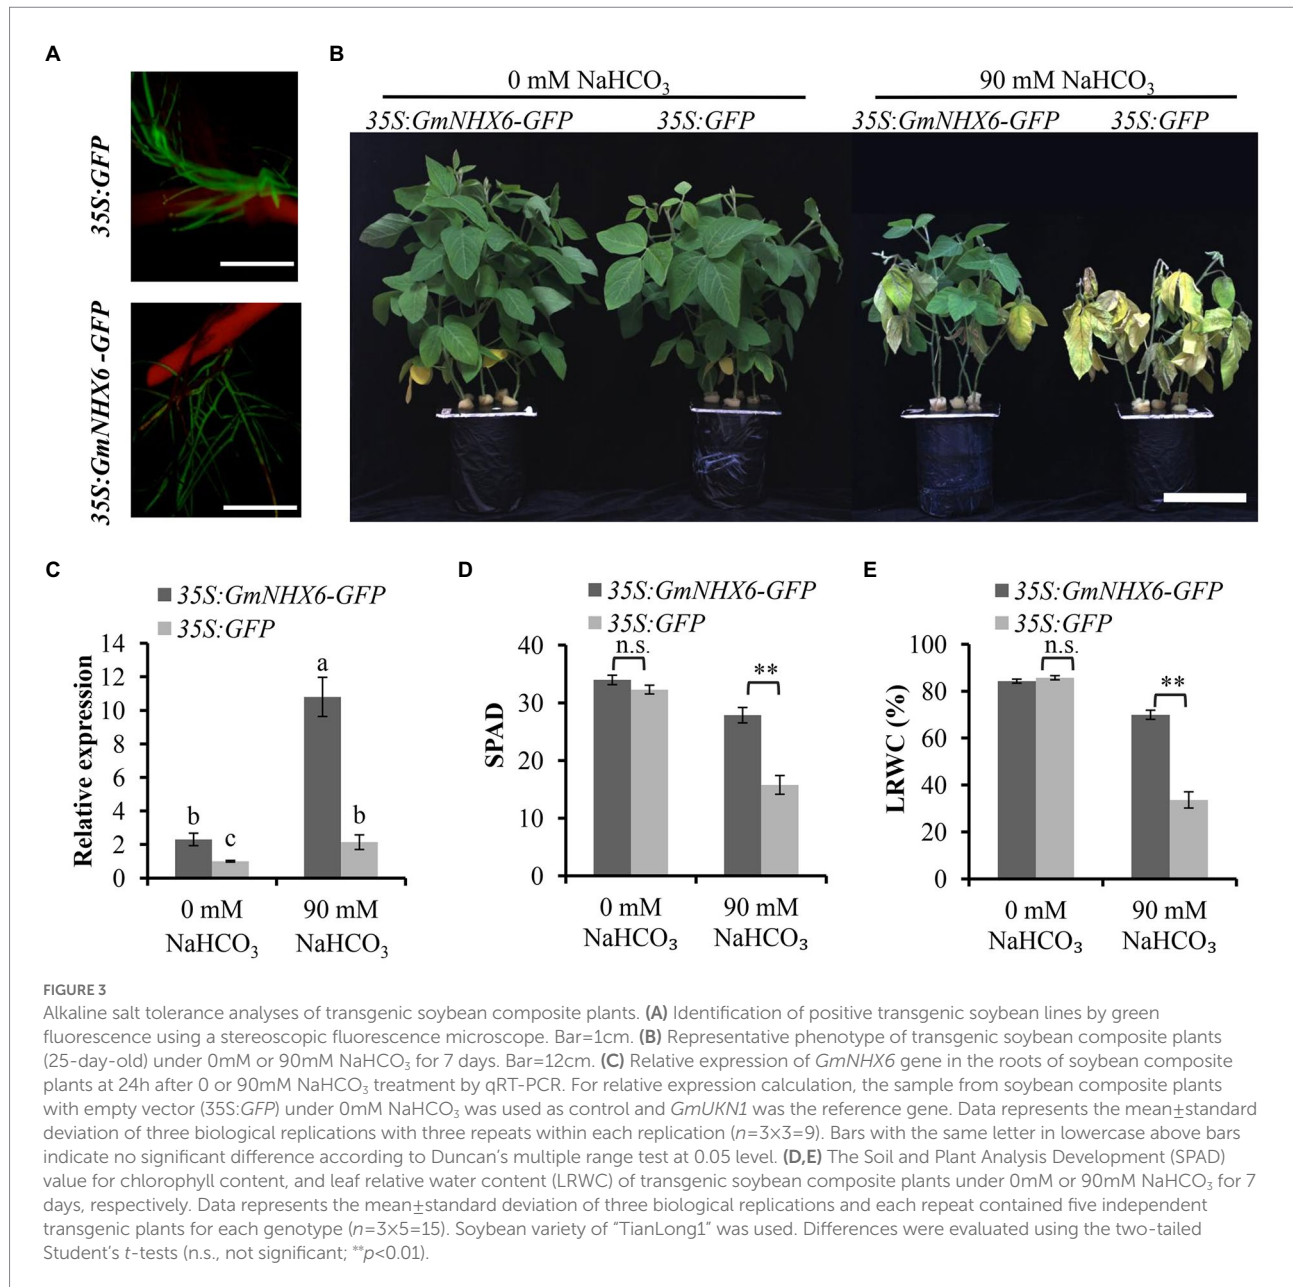 A
35S:GFP
35S:GmNHX6-GFP
B
0 mM NaHCO₃
90 mM NaHCO₃
35S:GmNHX6-GFP
35S:GFP
35S:GmNHX6-GFP
35S:GFP
C
35S:GmNHX6-GFP
35S:GFP
Relative expression
14
12
10
8
6
4
2
0
b
c
a
b
0 mM
NaHCO₃
90 mM
NaHCO₃
D
35S:GmNHX6-GFP
35S:GFP
SPAD
40
30
20
10
0
n.s.
**
0 mM
NaHCO₃
90 mM
NaHCO₃
E
35S:GmNHX6-GFP
35S:GFP
LRWC (%)
100
80
60
40
20
0
n.s.
**
0 mM
NaHCO₃
90 mM
NaHCO₃
FIGURE 3
Alkaline salt tolerance analyses of transgenic soybean composite plants. (A) Identification of positive transgenic soybean lines by green
fluorescence using a stereoscopic fluorescence microscope. Bar=1cm. (B) Representative phenotype of transgenic soybean composite plants
(25-day-old) under 0mM or 90mM NaHCO₃ for 7 days. Bar=12cm. (C) Relative expression of GmNHX6 gene in the roots of soybean composite
plants at 24h after 0 or 90mM NaHCO₃ treatment by qRT-PCR. For relative expression calculation, the sample from soybean composite plants
with empty vector (35S:GFP) under 0mM NaHCO₃ was used as control and GmUKN1 was the reference gene. Data represents the mean±standard
deviation of three biological replications with three repeats within each replication (n=3×3=9). Bars with the same letter in lowercase above bars
indicate no significant difference according to Duncan's multiple range test at 0.05 level. (D,E) The Soil and Plant Analysis Development (SPAD)
value for chlorophyll content, and leaf relative water content (LRWC) of transgenic soybean composite plants under 0mM or 90mM NaHCO₃ for 7
days, respectively. Data represents the mean±standard deviation of three biological replications and each repeat contained five independent
transgenic plants for each genotype (n=3×5=15). Soybean variety of "TianLong1" was used. Differences were evaluated using the two-tailed
Student's t-tests (n.s., not significant; **p<0.01).